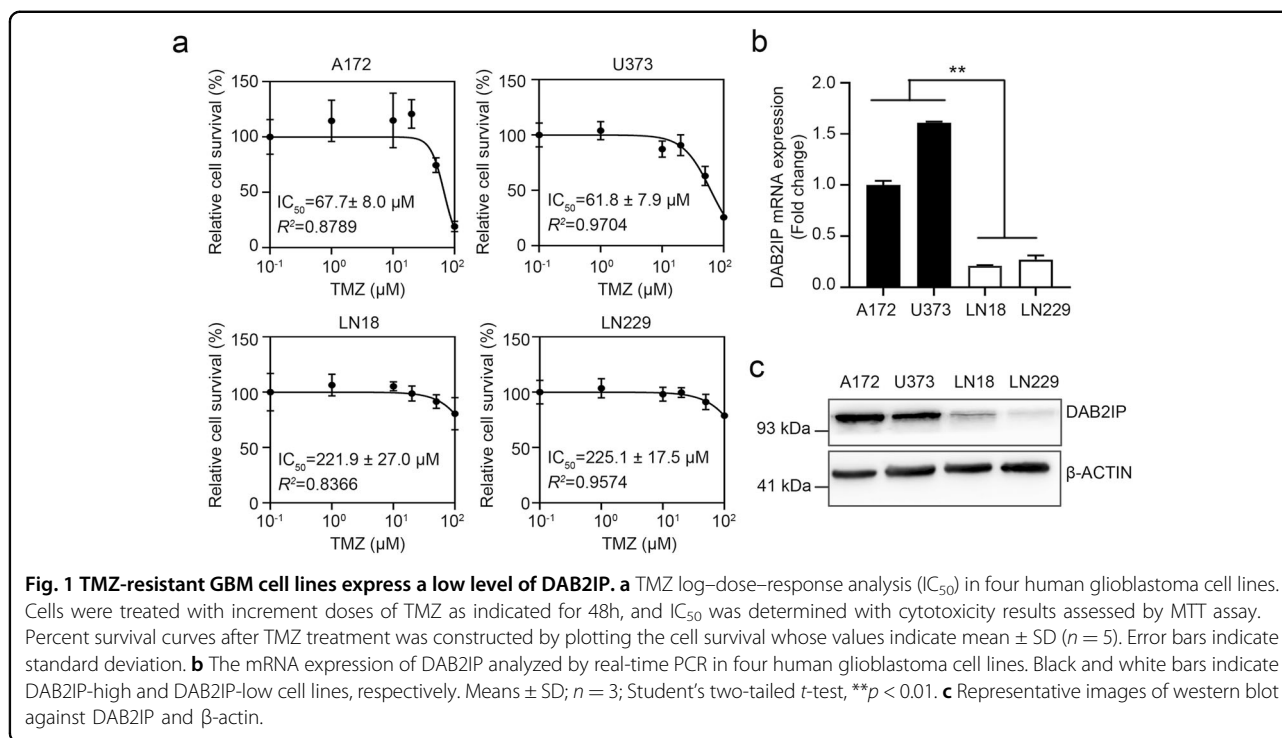 a
A172
Relative cell survival (%)
150
100
50
0
IC50=67.7± 8.0 µM
R²=0.8789
10⁻¹ 10⁰ 10¹ 10²
TMZ (µM)
U373
Relative cell survival (%)
150
100
50
0
IC50=61.8 ± 7.9 µM
R²=0.9704
10⁻¹ 10⁰ 10¹ 10²
TMZ (µM)
LN18
Relative cell survival (%)
150
100
50
0
IC50=221.9 ± 27.0 µM
R²=0.8366
10⁻¹ 10⁰ 10¹ 10²
TMZ (µM)
LN229
Relative cell survival (%)
150
100
50
0
IC50=225.1 ± 17.5 µM
R²=0.9574
10⁻¹ 10⁰ 10¹ 10²
TMZ (µM)
b
DAB2IP mRNA expression
(Fold change)
2.0
1.5
1.0
0.5
0.0
**
A172 U373 LN18 LN229
c
A172 U373 LN18 LN229
DAB2IP
93 kDa
β-ACTIN
41 kDa
Fig. 1 TMZ-resistant GBM cell lines express a low level of DAB2IP. a TMZ log–dose–response analysis (IC50) in four human glioblastoma cell lines.
Cells were treated with increment doses of TMZ as indicated for 48h, and IC50 was determined with cytotoxicity results assessed by MTT assay.
Percent survival curves after TMZ treatment was constructed by plotting the cell survival whose values indicate mean ± SD (n = 5). Error bars indicate
standard deviation. b The mRNA expression of DAB2IP analyzed by real-time PCR in four human glioblastoma cell lines. Black and white bars indicate
DAB2IP-high and DAB2IP-low cell lines, respectively. Means ± SD; n = 3; Student's two-tailed t-test, **p < 0.01. c Representative images of western blot
against DAB2IP and β-actin.